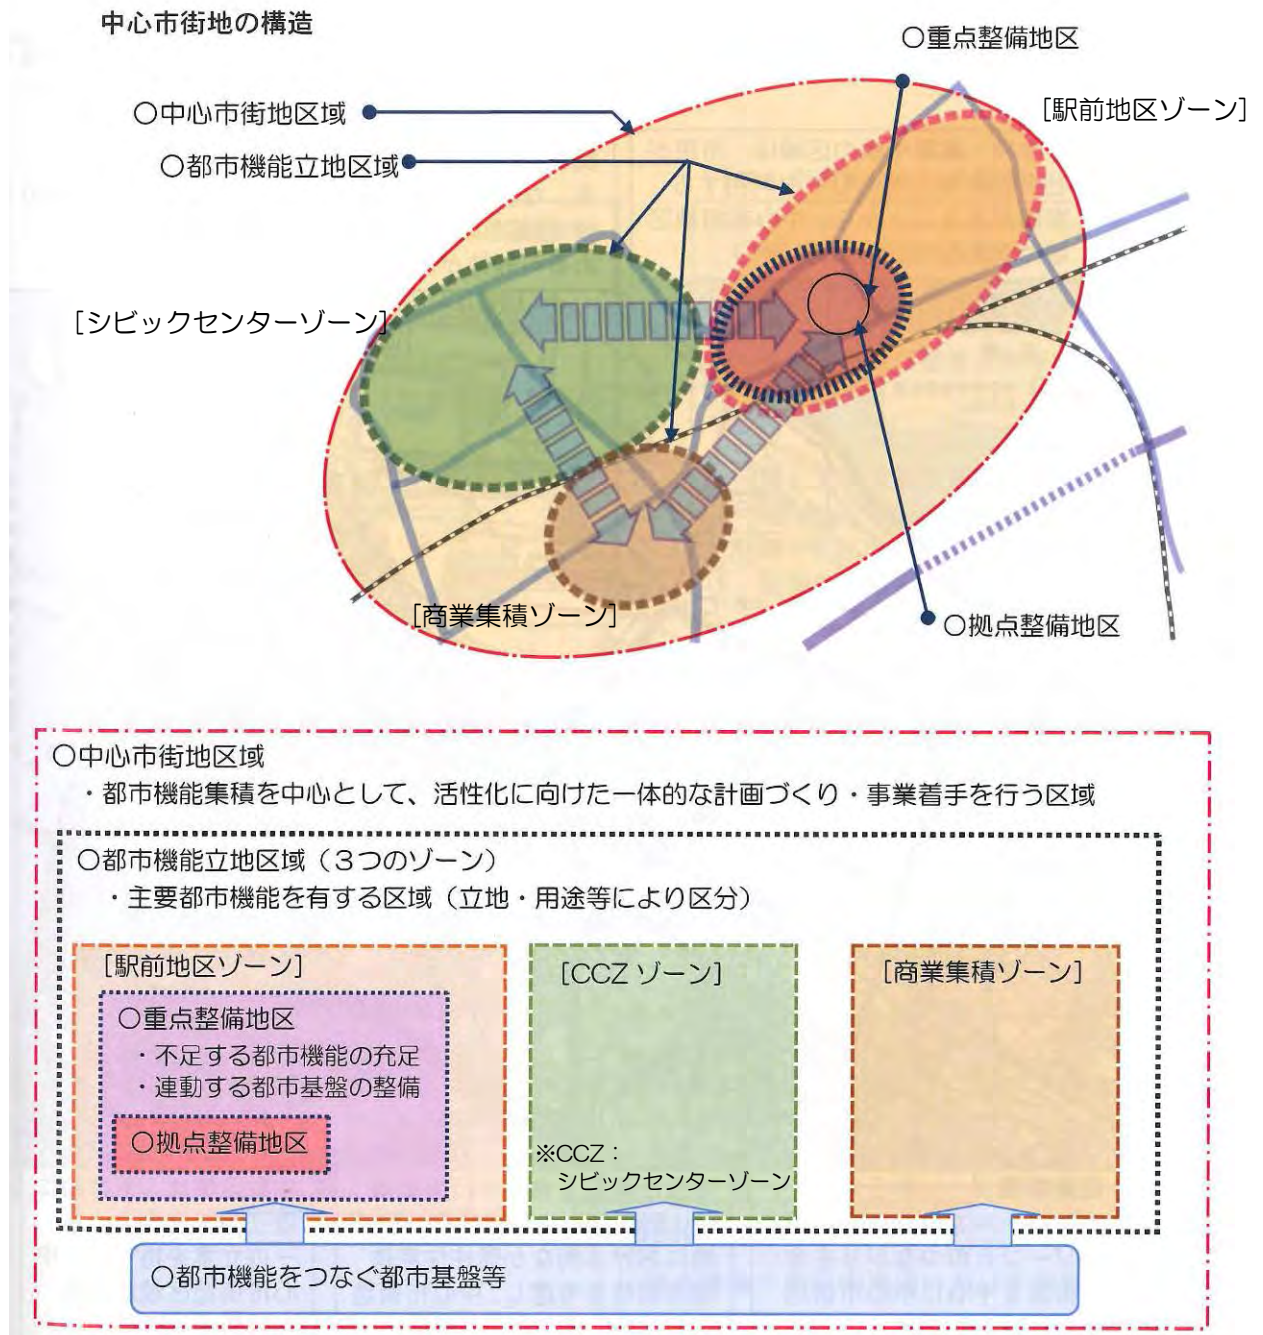 中心市街地の構造
〇重点整備地区
〇中心市街地区域
[駅前地区ゾーン]
〇都市機能立地区域
[シビックセンターゾーン]
[商業集積ゾーン]
〇拠点整備地区
〇中心市街地区域
・都市機能集積を中心として、活性化に向けた一体的な計画づくり・事業着手を行う区域
〇都市機能立地区域（３つのゾーン）
・主要都市機能を有する区域（立地・用途等により区分）
[駅前地区ゾーン]
〇重点整備地区
・不足する都市機能の充足
・連動する都市基盤の整備
〇拠点整備地区
[CCZ ゾーン]
※CCZ：
シビックセンターゾーン
[商業集積ゾーン]
〇都市機能をつなぐ都市基盤等